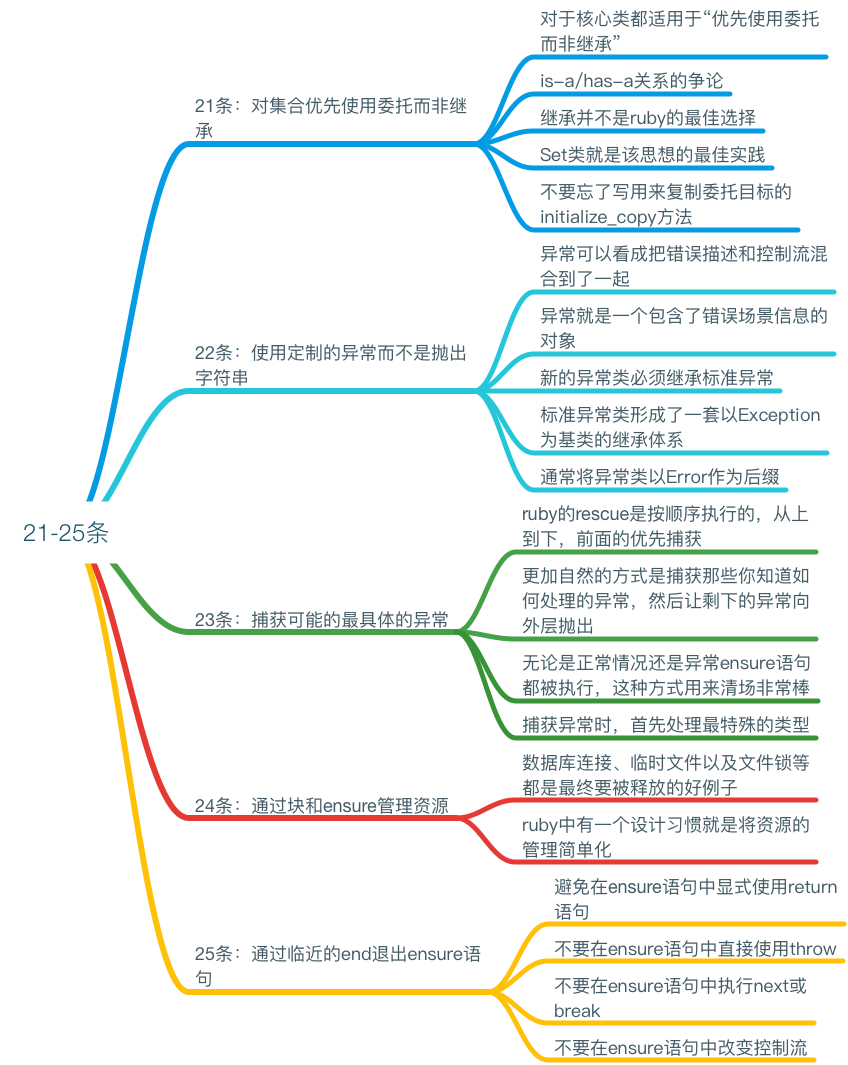 21-25条
21条：对集合优先使用委托而非继
承
对于核心类都适用于“优先使用委托
而非继承”
is-a/has-a关系的争论
继承并不是ruby的最佳选择
Set类就是该思想的最佳实践
不要忘了写用来复制委托目标的
initialize_copy方法
22条：使用定制的异常而不是抛出
字符串
异常可以看成把错误描述和控制流混
合到了一起
异常就是一个包含了错误场景信息的
对象
新的异常类必须继承标准异常
标准异常类形成了一套以Exception
为基类的继承体系
通常将异常类以Error作为后缀
23条：捕获可能的最具体的异常
ruby的rescue是按顺序执行的，从上
到下，前面的优先捕获
更加自然的方式是捕获那些你知道如
何处理的异常，然后让剩下的异常向
外层抛出
无论是正常情况还是异常ensure语句
都被执行，这种方式用来清场非常棒
捕获异常时，首先处理最特殊的类型
24条：通过块和ensure管理资源
数据库连接、临时文件以及文件锁等
都是最终要被释放的好例子
ruby中有一个设计习惯就是将资源的
管理简单化
25条：通过临近的end退出ensure语
句
避免在ensure语句中显式使用return
语句
不要在ensure语句中直接使用throw
不要在ensure语句中执行next或
break
不要在ensure语句中改变控制流